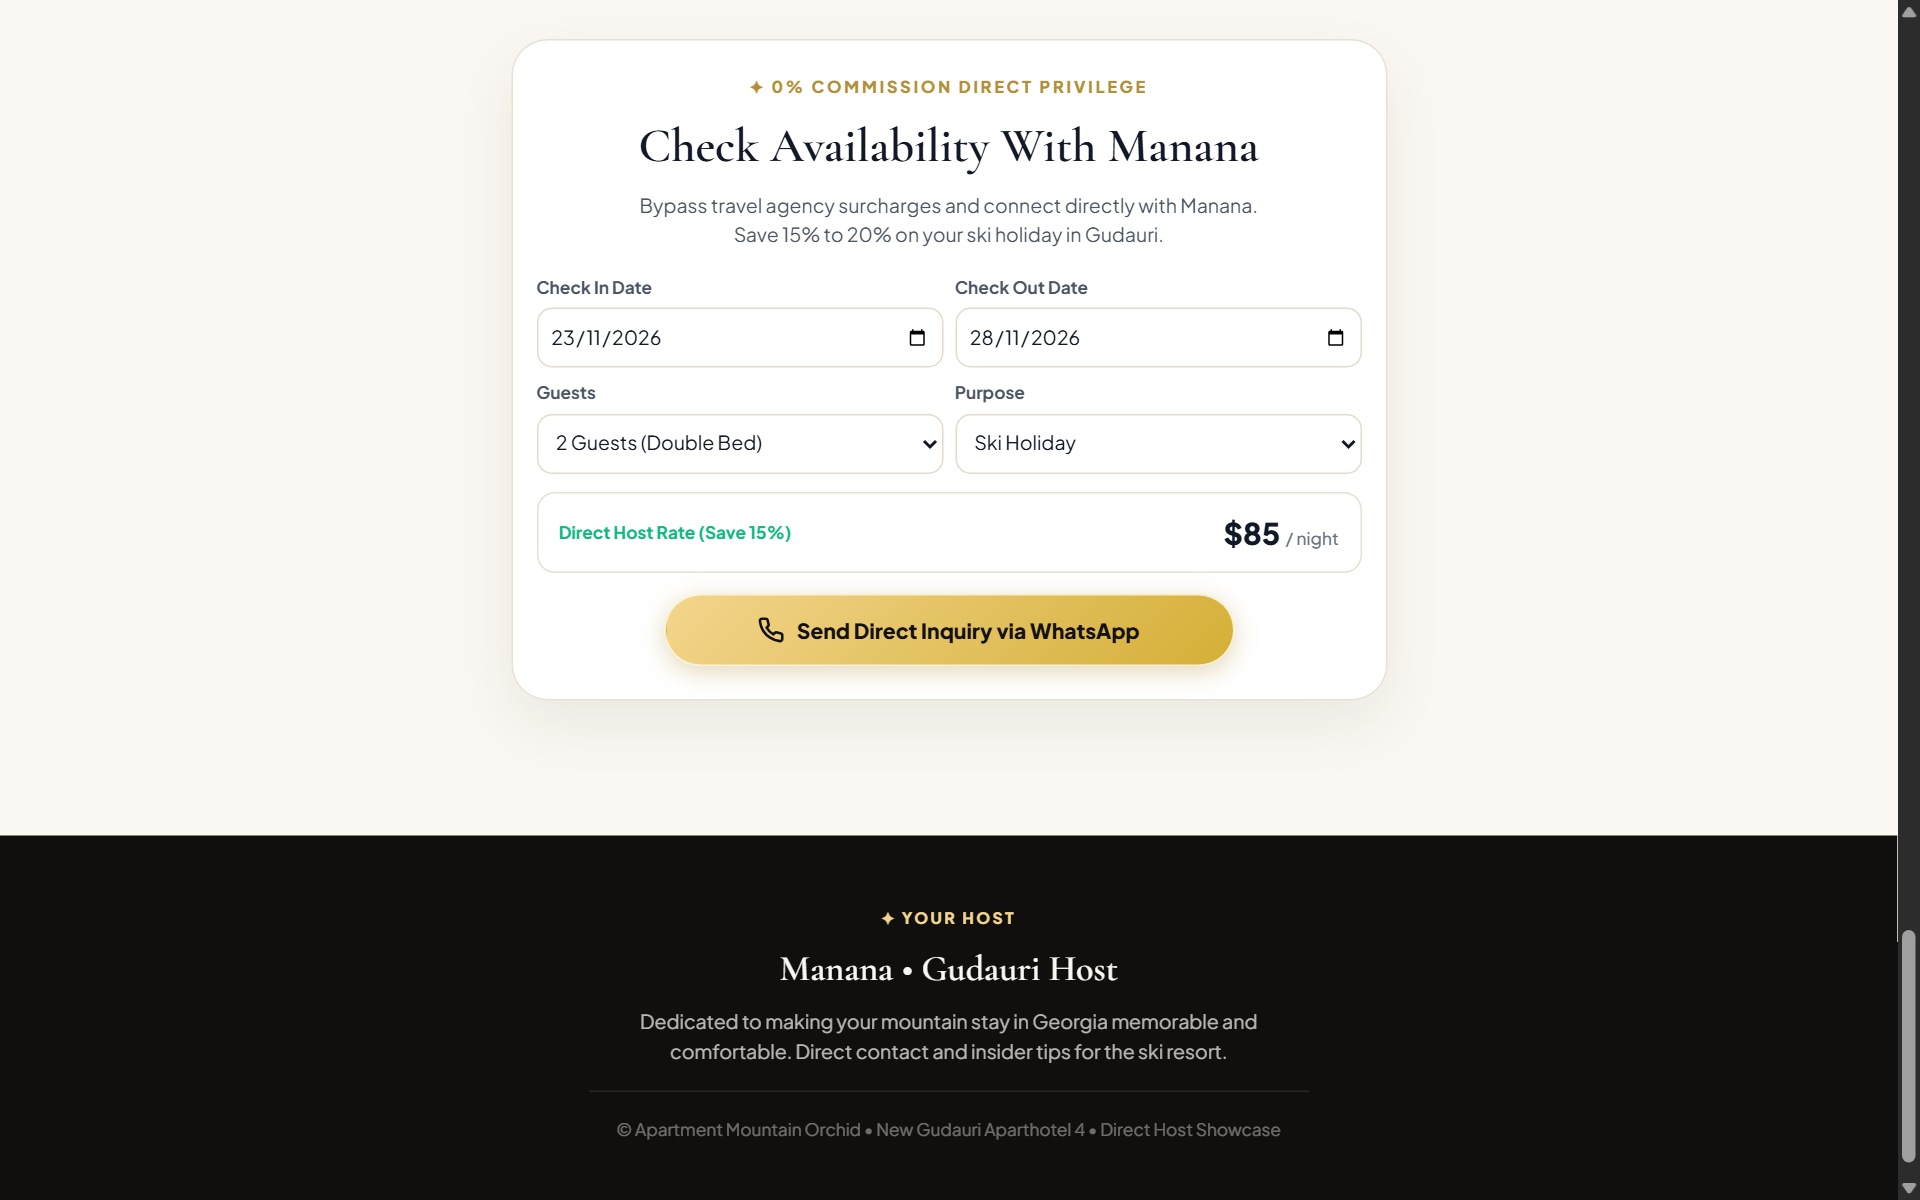 ✦ 0% COMMISSION DIRECT PRIVILEGE
Check Availability With Manana
Bypass travel agency surcharges and connect directly with Manana.
Save 15% to 20% on your ski holiday in Gudauri.
Check In Date
Check Out Date
23/11/2026
28/11/2026
Guests
Purpose
2 Guests (Double Bed)
Ski Holiday
Direct Host Rate (Save 15%)
$85 / night
Send Direct Inquiry via WhatsApp
✦ YOUR HOST
Manana • Gudauri Host
Dedicated to making your mountain stay in Georgia memorable and
comfortable. Direct contact and insider tips for the ski resort.
© Apartment Mountain Orchid • New Gudauri Aparthotel 4 • Direct Host Showcase